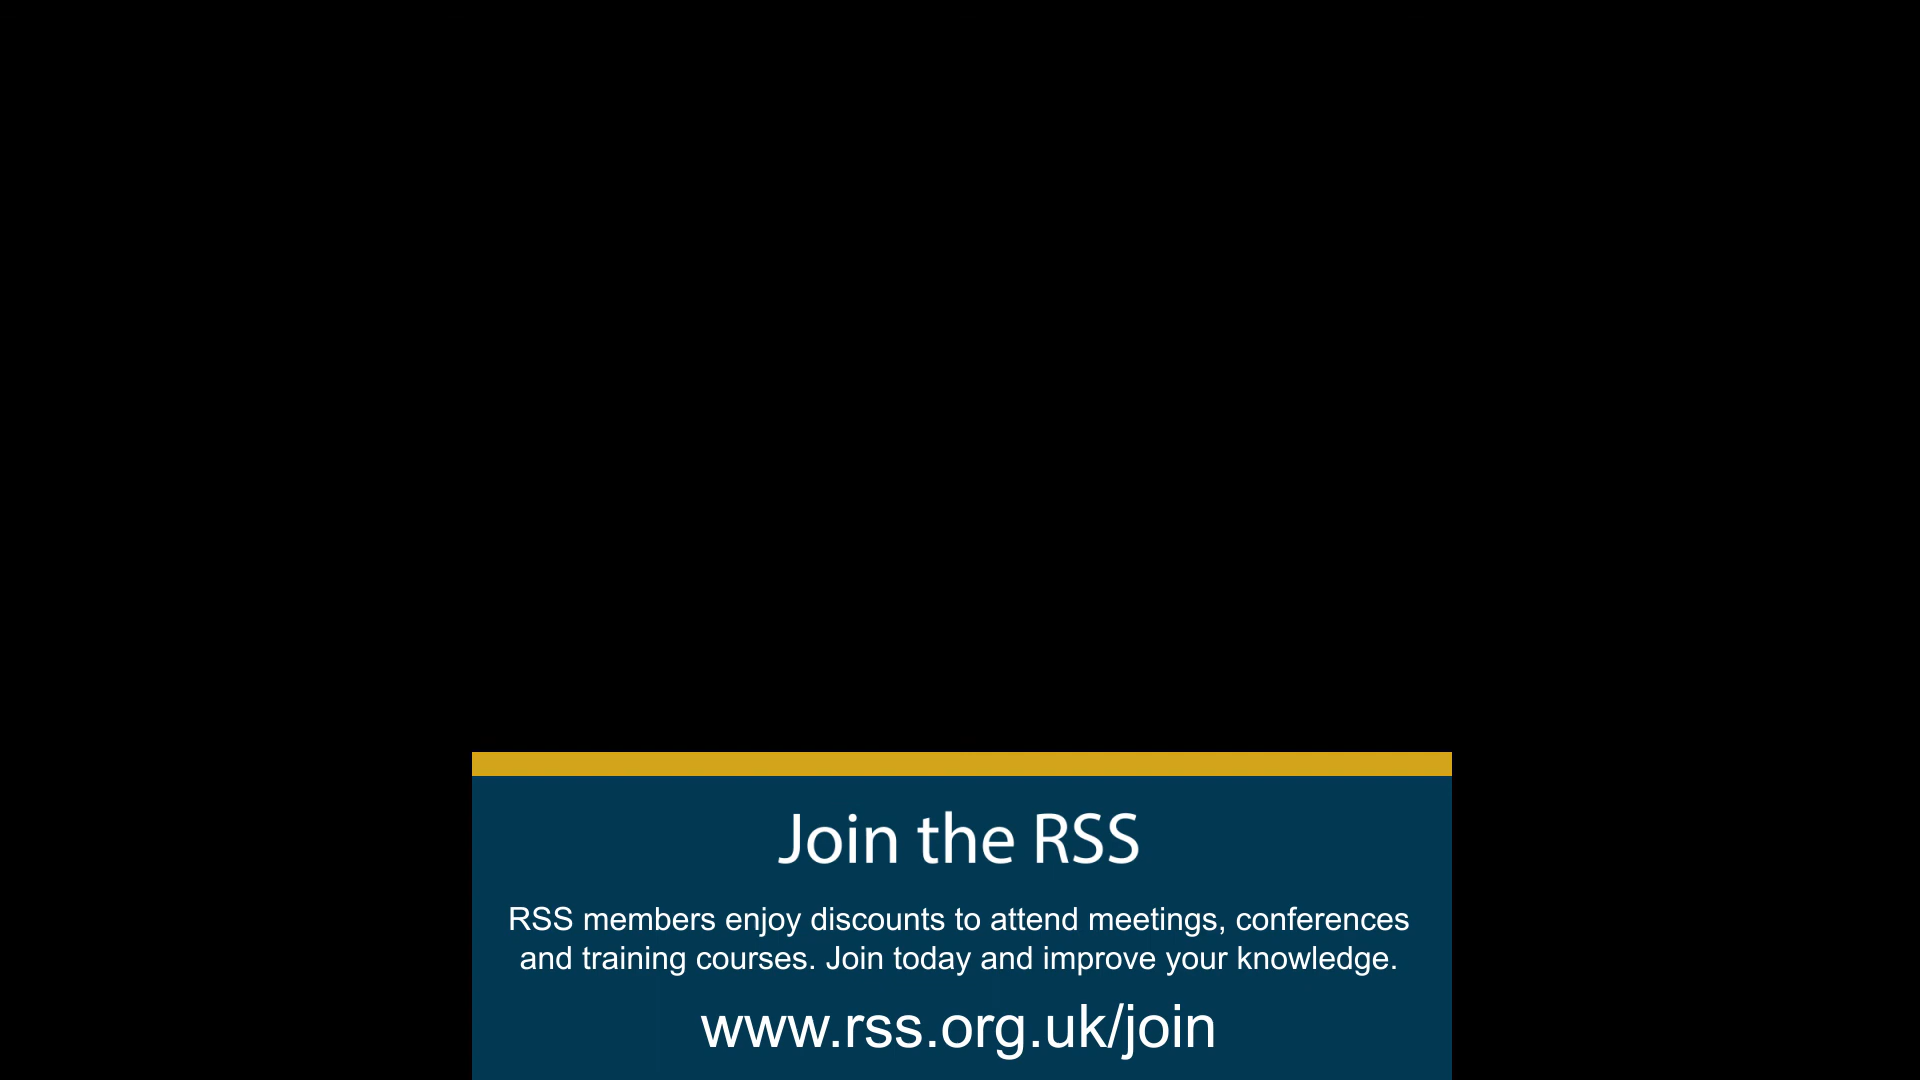 Join the RSS
RSS members enjoy discounts to attend meetings, conferences
and training courses. Join today and improve your knowledge.
www.rss.org.uk/join